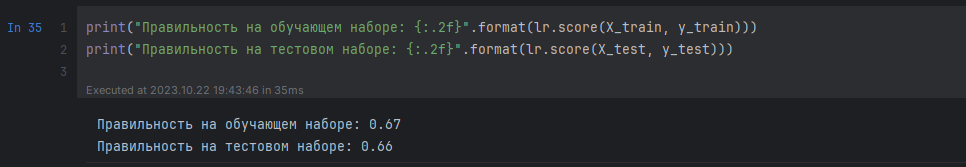 In 35
1 print("Правильность на обучающем наборе: {:.2f}".format(lr.score(X_train, y_train)))
2 print("Правильность на тестовом наборе: {:.2f}".format(lr.score(X_test, y_test)))
3
Executed at 2023.10.22 19:43:46 in 35ms
Правильность на обучающем наборе: 0.67
Правильность на тестовом наборе: 0.66